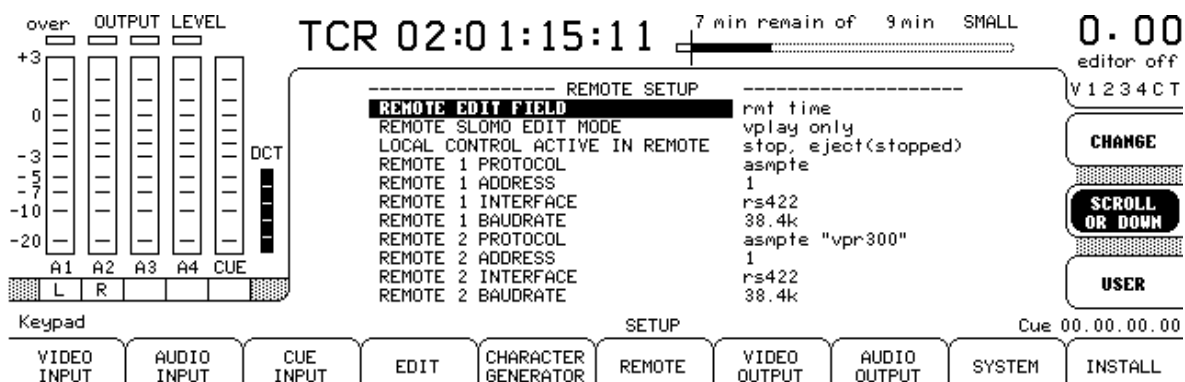 over OUTPUT LEVEL
TCR 02:01:15:11
7 min remain of 9 min SMALL
0.00
editor off
V 1 2 3 4 C T
+3
0
-3
-5
-7
-10
-20
DCT
A1 A2 A3 A4 CUE
L R
----------------- REMOTE SETUP --------------------
REMOTE EDIT FIELD rmt time
REMOTE SLOMO EDIT MODE vplay only
LOCAL CONTROL ACTIVE IN REMOTE stop, eject(stopped)
REMOTE 1 PROTOCOL asmpte
REMOTE 1 ADDRESS 1
REMOTE 1 INTERFACE rs422
REMOTE 1 BAUDRATE 38.4k
REMOTE 2 PROTOCOL asmpte "vpr300"
REMOTE 2 ADDRESS 1
REMOTE 2 INTERFACE rs422
REMOTE 2 BAUDRATE 38.4k
CHANGE
SCROLL
OR DOWN
USER
Keypad SETUP Cue 00.00.00.00
VIDEO INPUT
AUDIO INPUT
CUE INPUT
EDIT
CHARACTER GENERATOR
REMOTE
VIDEO OUTPUT
AUDIO OUTPUT
SYSTEM
INSTALL